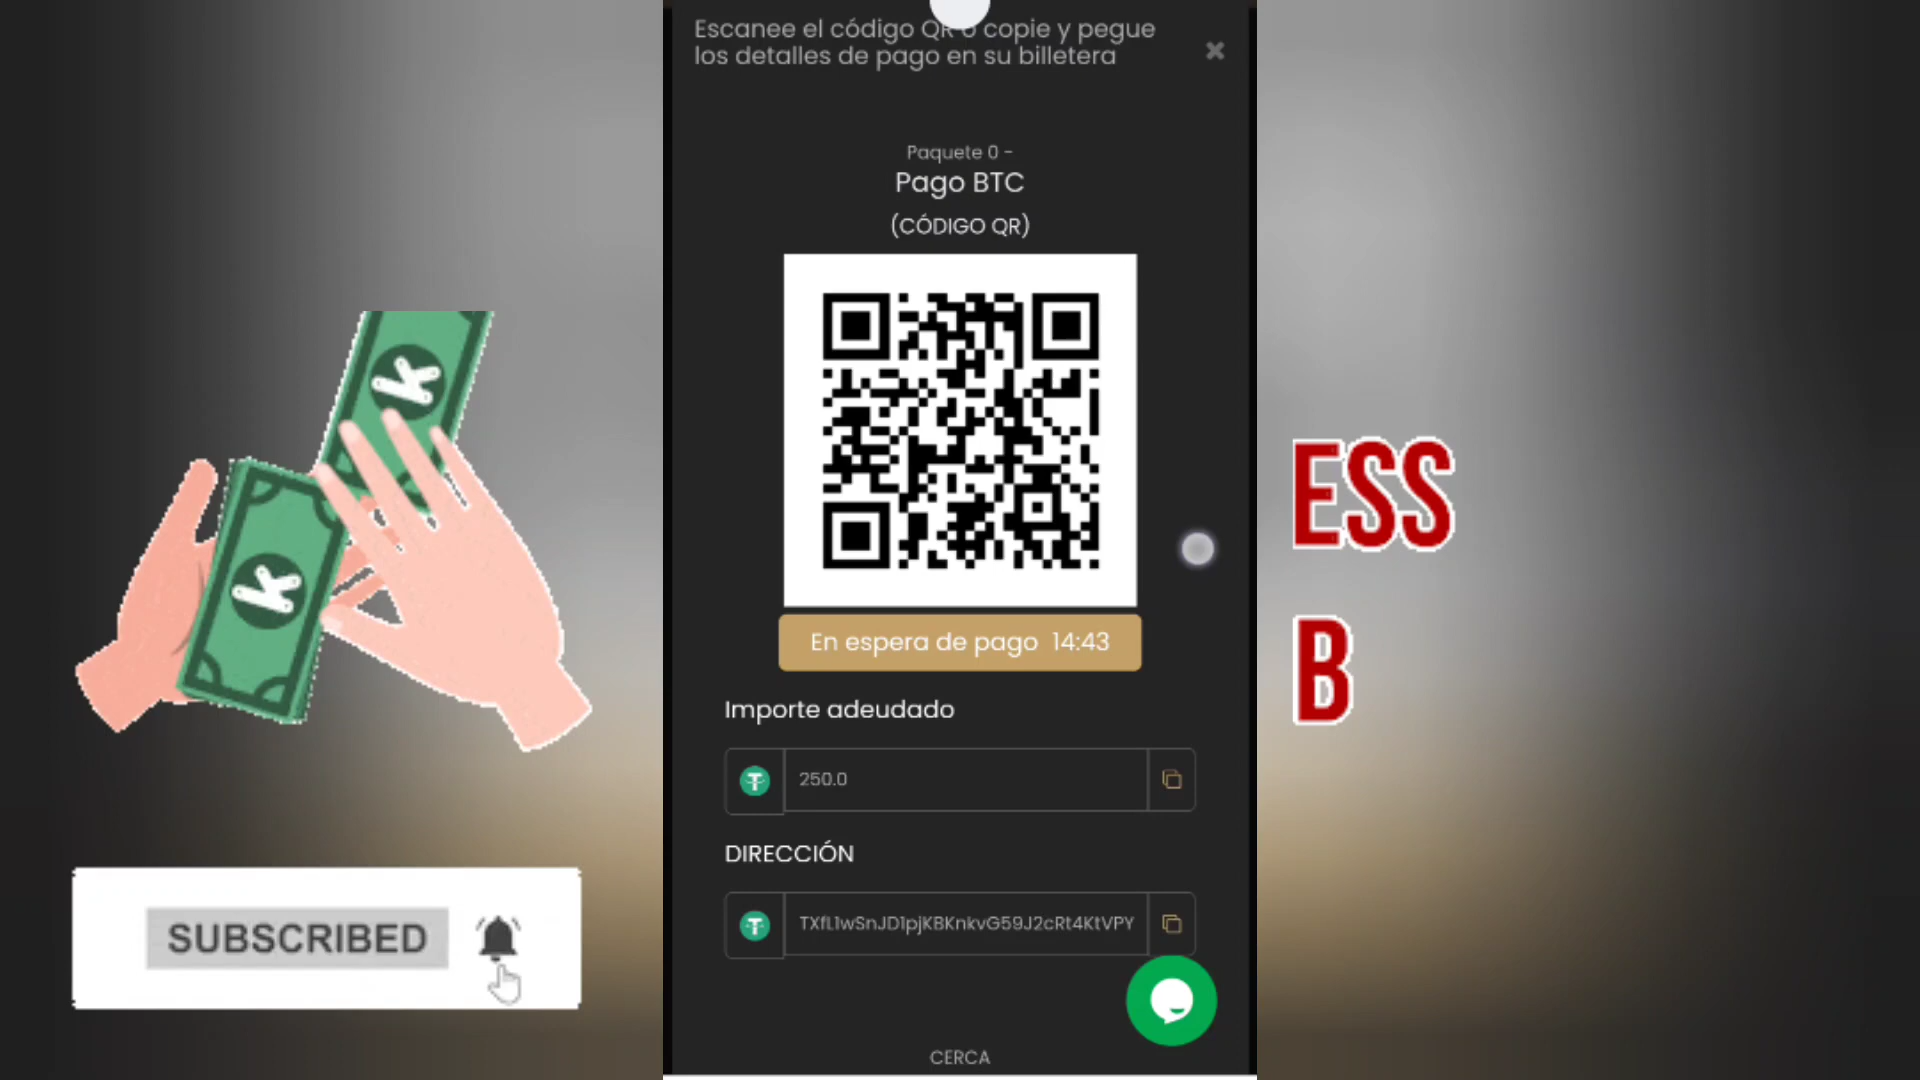 Escanee el código QR o copie y pegue
los detalles de pago en su billetera
Paquete 0 -
Pago BTC
(CÓDIGO QR)
En espera de pago 14:43
Importe adeudado
250.0
DIRECCIÓN
TXfL1wSnJD1pjKBKnkvG59J2cRt4KtVPY
CERCA
k
k
SUBSCRIBED
ESS
B